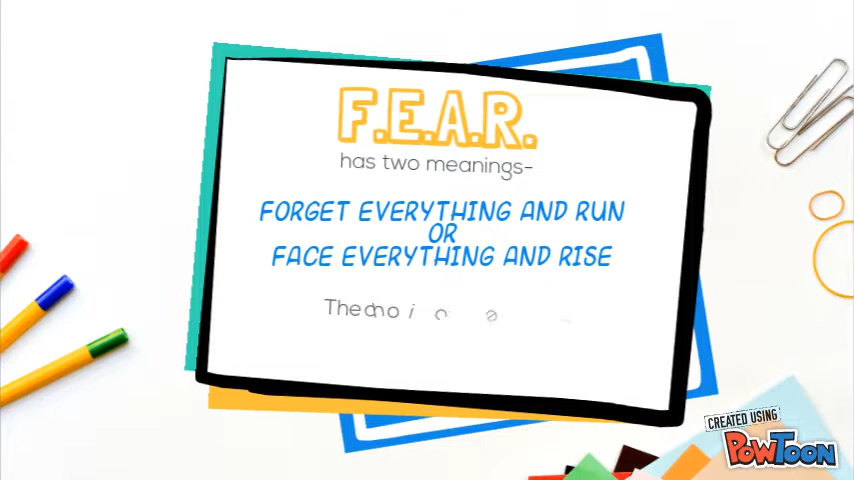 F.E.A.R.
has two meanings-
FORGET EVERYTHING AND RUN
OR
FACE EVERYTHING AND RISE
CREATED USING
POWTOON